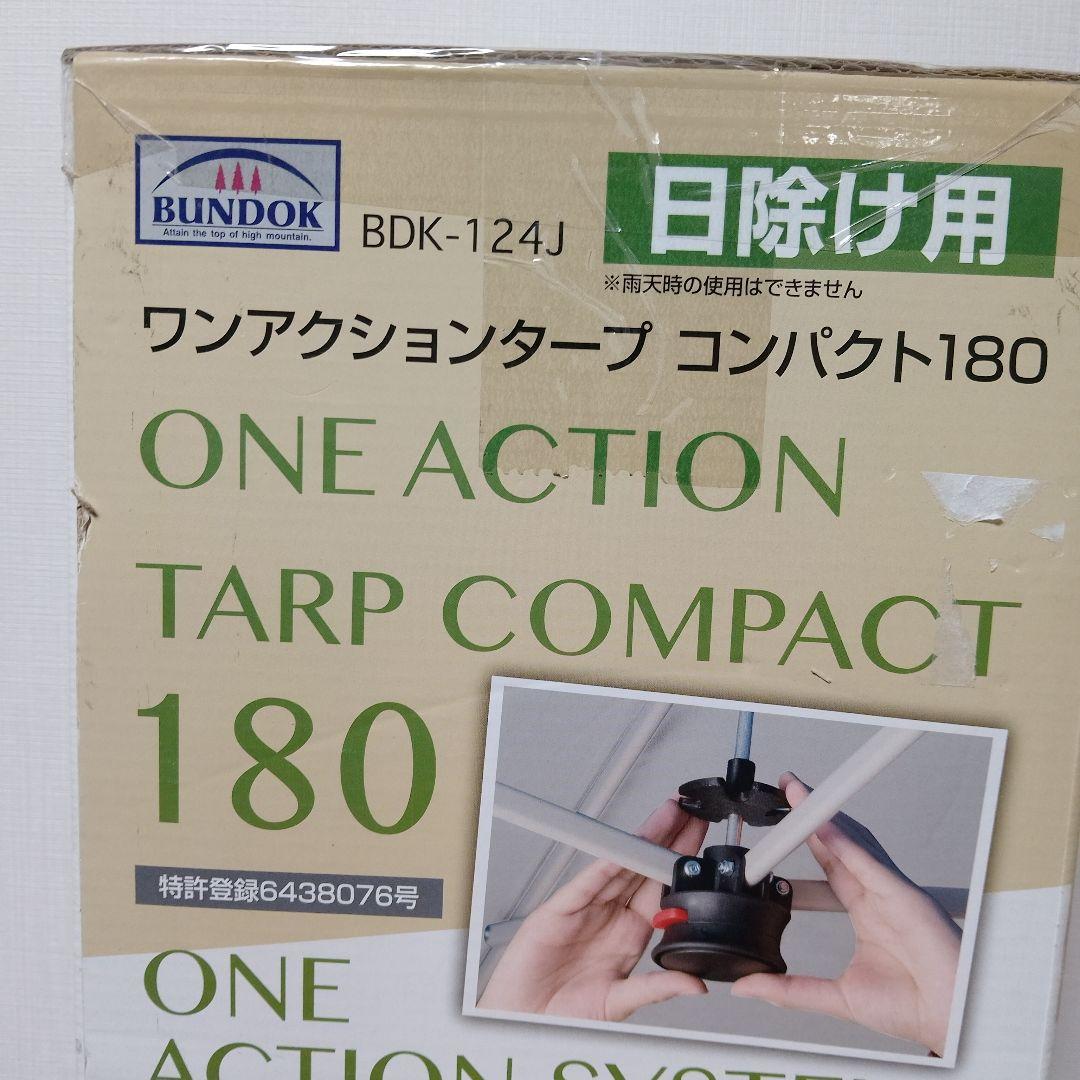 BUNDOK
Attain the top of high mountain.
BDK-124J
日除け用
※雨天時の使用はできません
ワンアクションタープ コンパクト180
ONE ACTION
TARP COMPACT
180
特許登録6438076号
ONE
ACTION SYSTEM